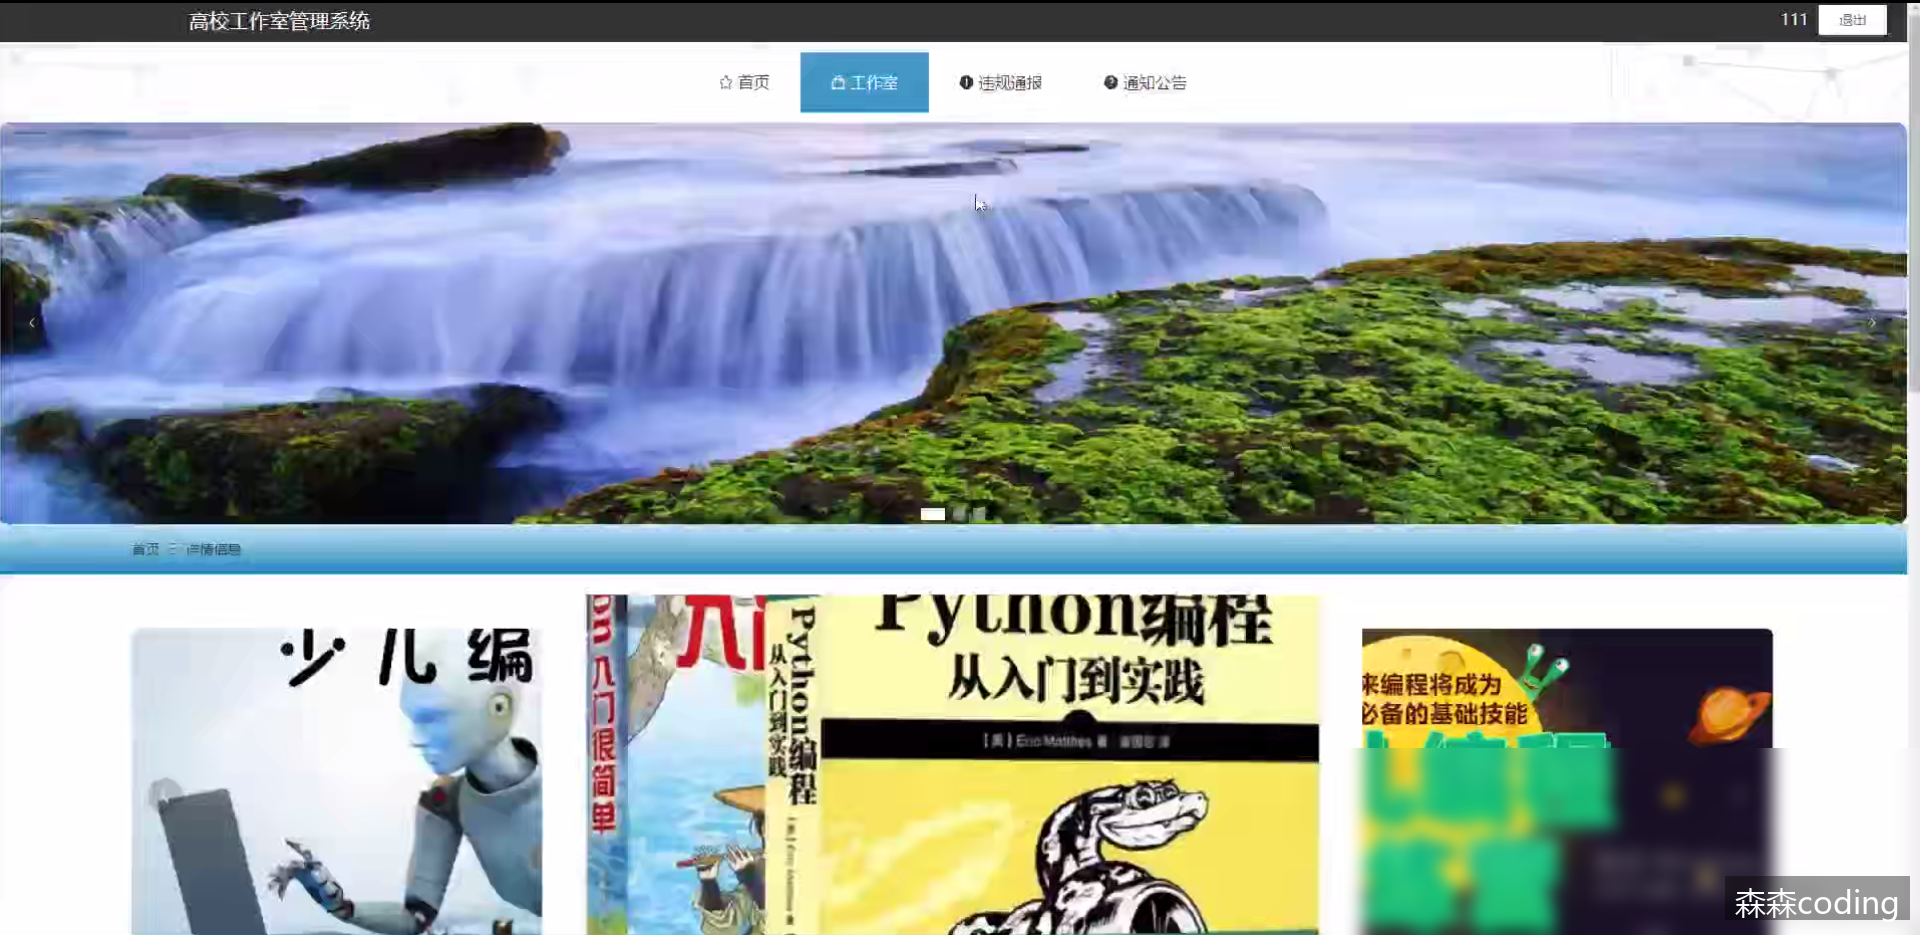 高校工作室管理系统
111 退出
首页 工作室 违规通报 通知公告
首页 详情信息
少儿编
入门很简单
入门
Python编程 从入门到实践
Python编程
从入门到实践
[美] Eric Matthes 著
来编程将成为
必备的基础技能
森森coding